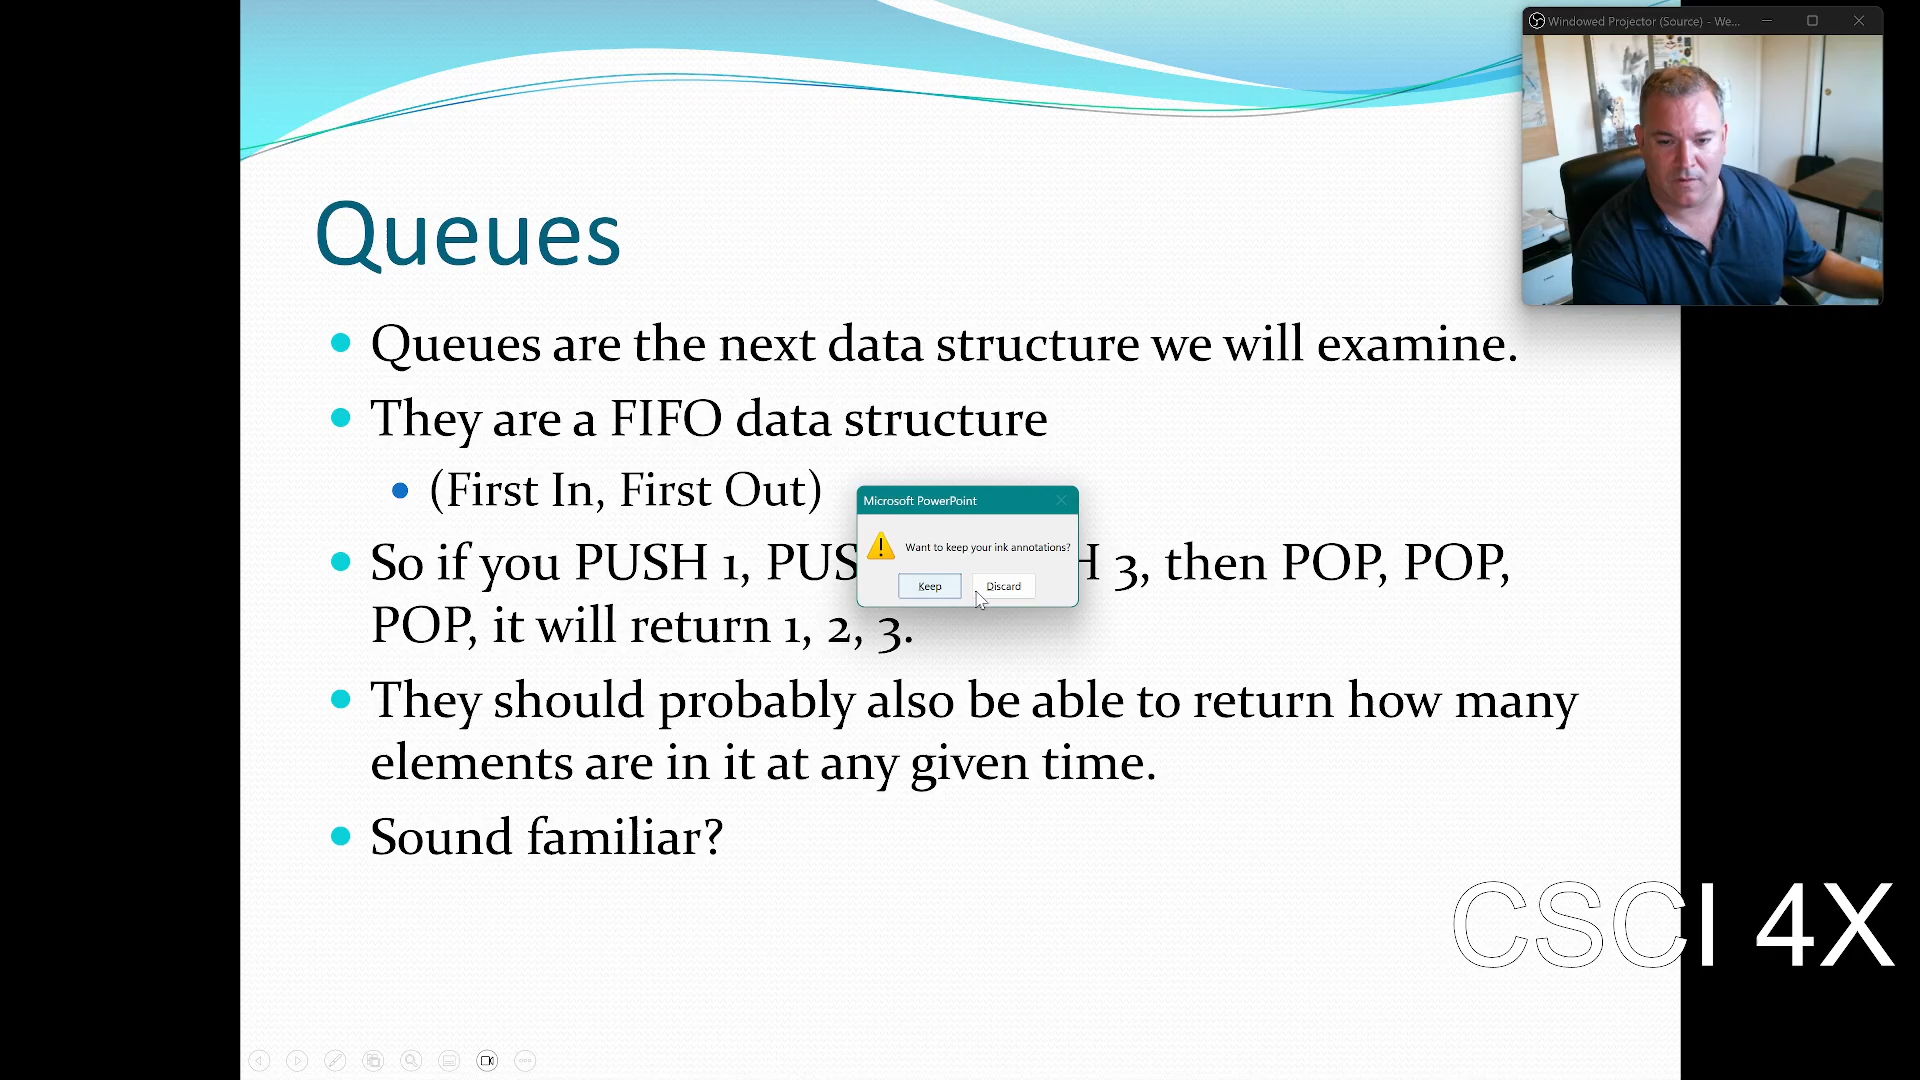 Windowed Projector (Source) - We...
Queues
Queues are the next data structure we will examine.
They are a FIFO data structure
(First In, First Out)
Microsoft PowerPoint
Want to keep your ink annotations?
Keep Discard
So if you PUSH 1, PUS H 3, then POP, POP,
POP, it will return 1, 2, 3.
They should probably also be able to return how many
elements are in it at any given time.
Sound familiar?
CSCI 4X